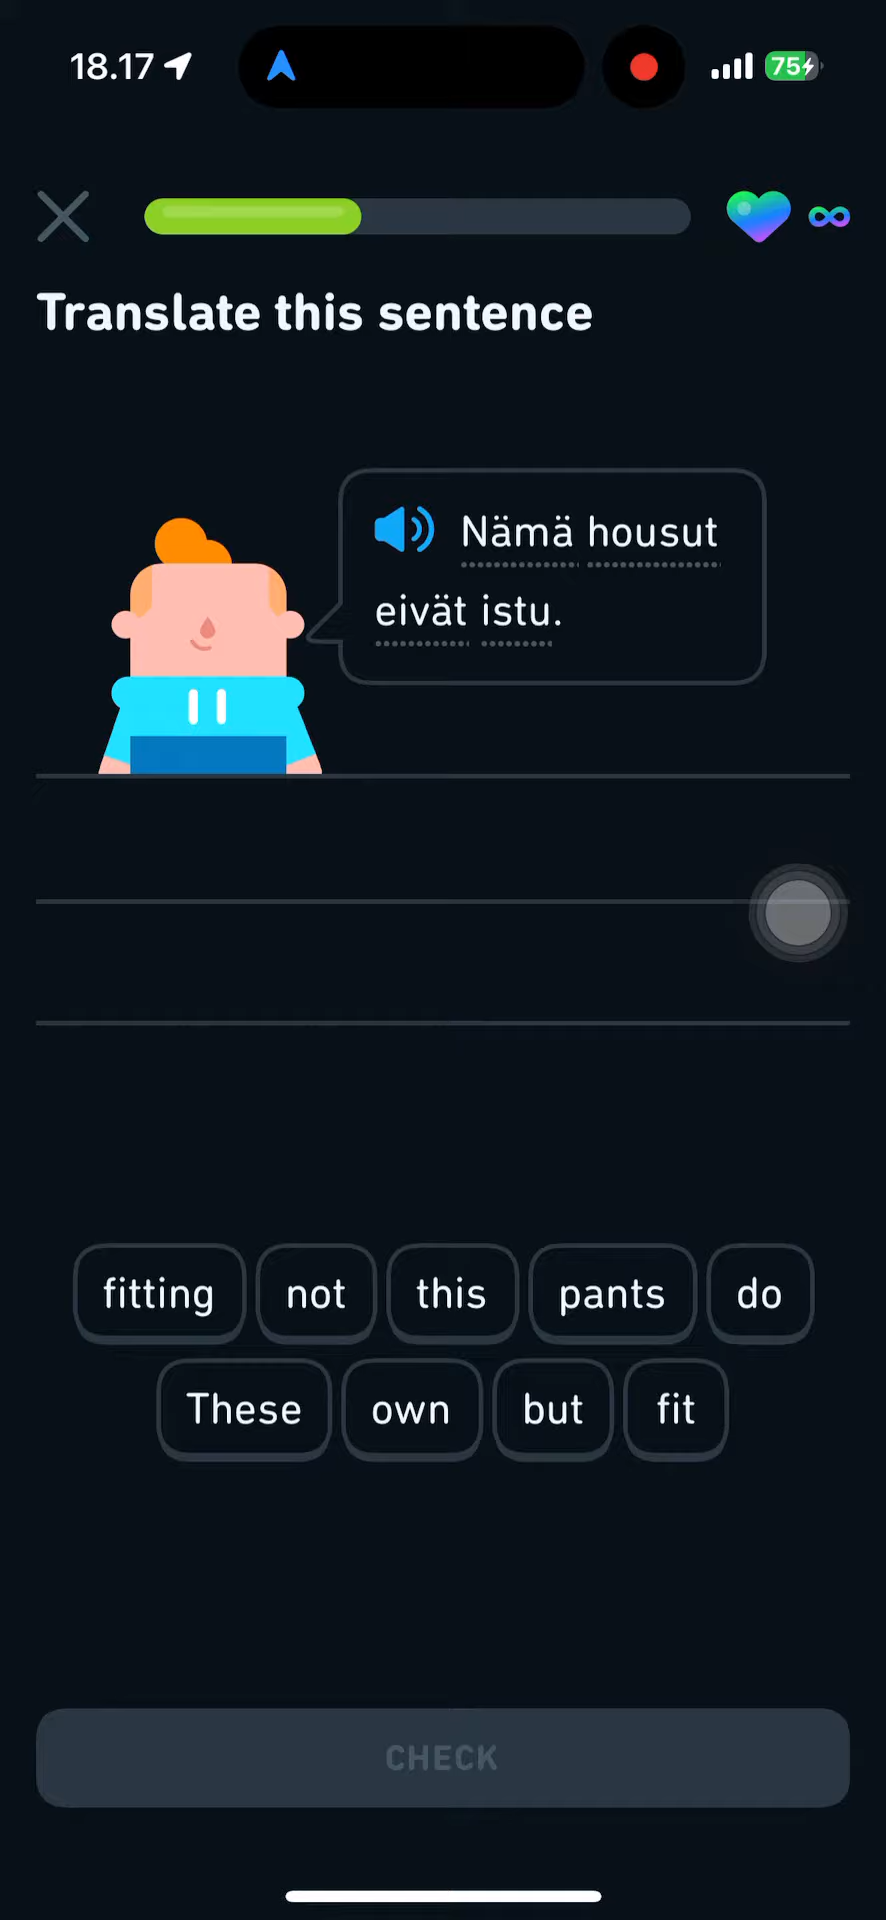 18.17
75
Translate this sentence
Nämä housut
eivät istu.
fitting not this pants do
These own but fit
CHECK